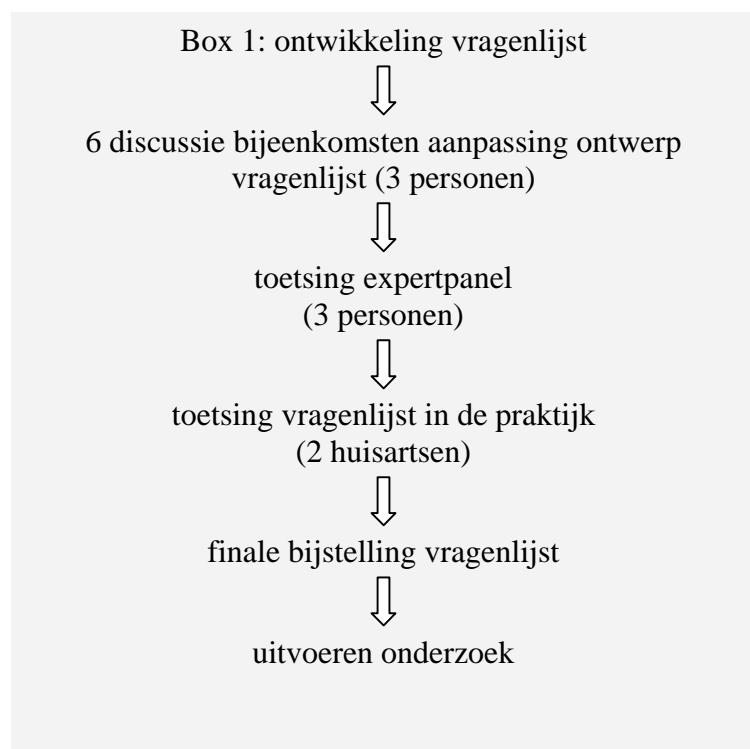 Box 1: ontwikkeling vragenlijst
6 discussie bijeenkomsten aanpassing ontwerp
vragenlijst (3 personen)
toetsing expertpanel
(3 personen)
toetsing vragenlijst in de praktijk
(2 huisartsen)
finale bijstelling vragenlijst
uitvoeren onderzoek